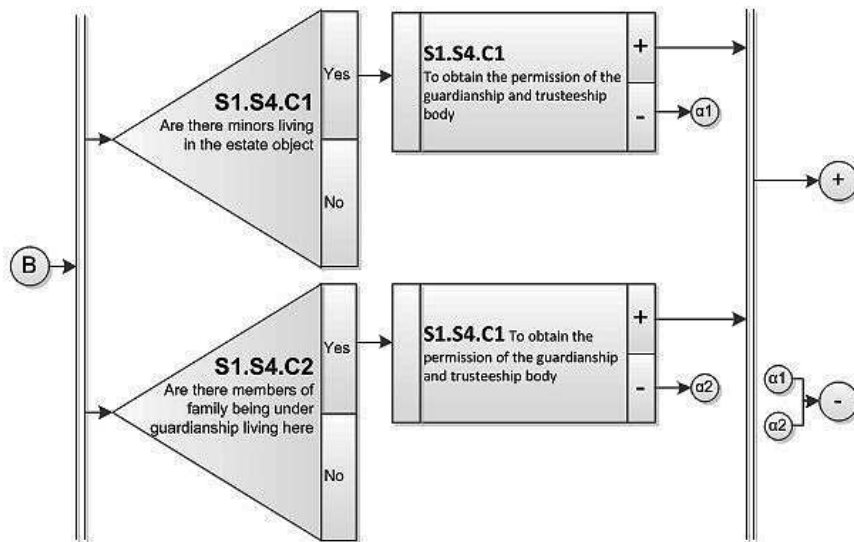 S1.S4.C1
Are there minors living
in the estate object
Yes
No
S1.S4.C1
To obtain the permission of the
guardianship and trusteeship
body
+
-
α1
+
B
S1.S4.C2
Are there members of
family being under
guardianship living here
Yes
No
S1.S4.C1 To obtain the
permission of the guardianship
and trusteeship body
+
-
α2
α1
α2
-